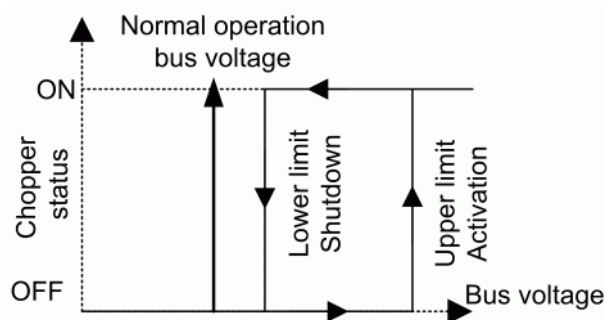 Normal operation
bus voltage
ON
Chopper
status
Lower limit
Shutdown
Upper limit
Activation
OFF
Bus voltage